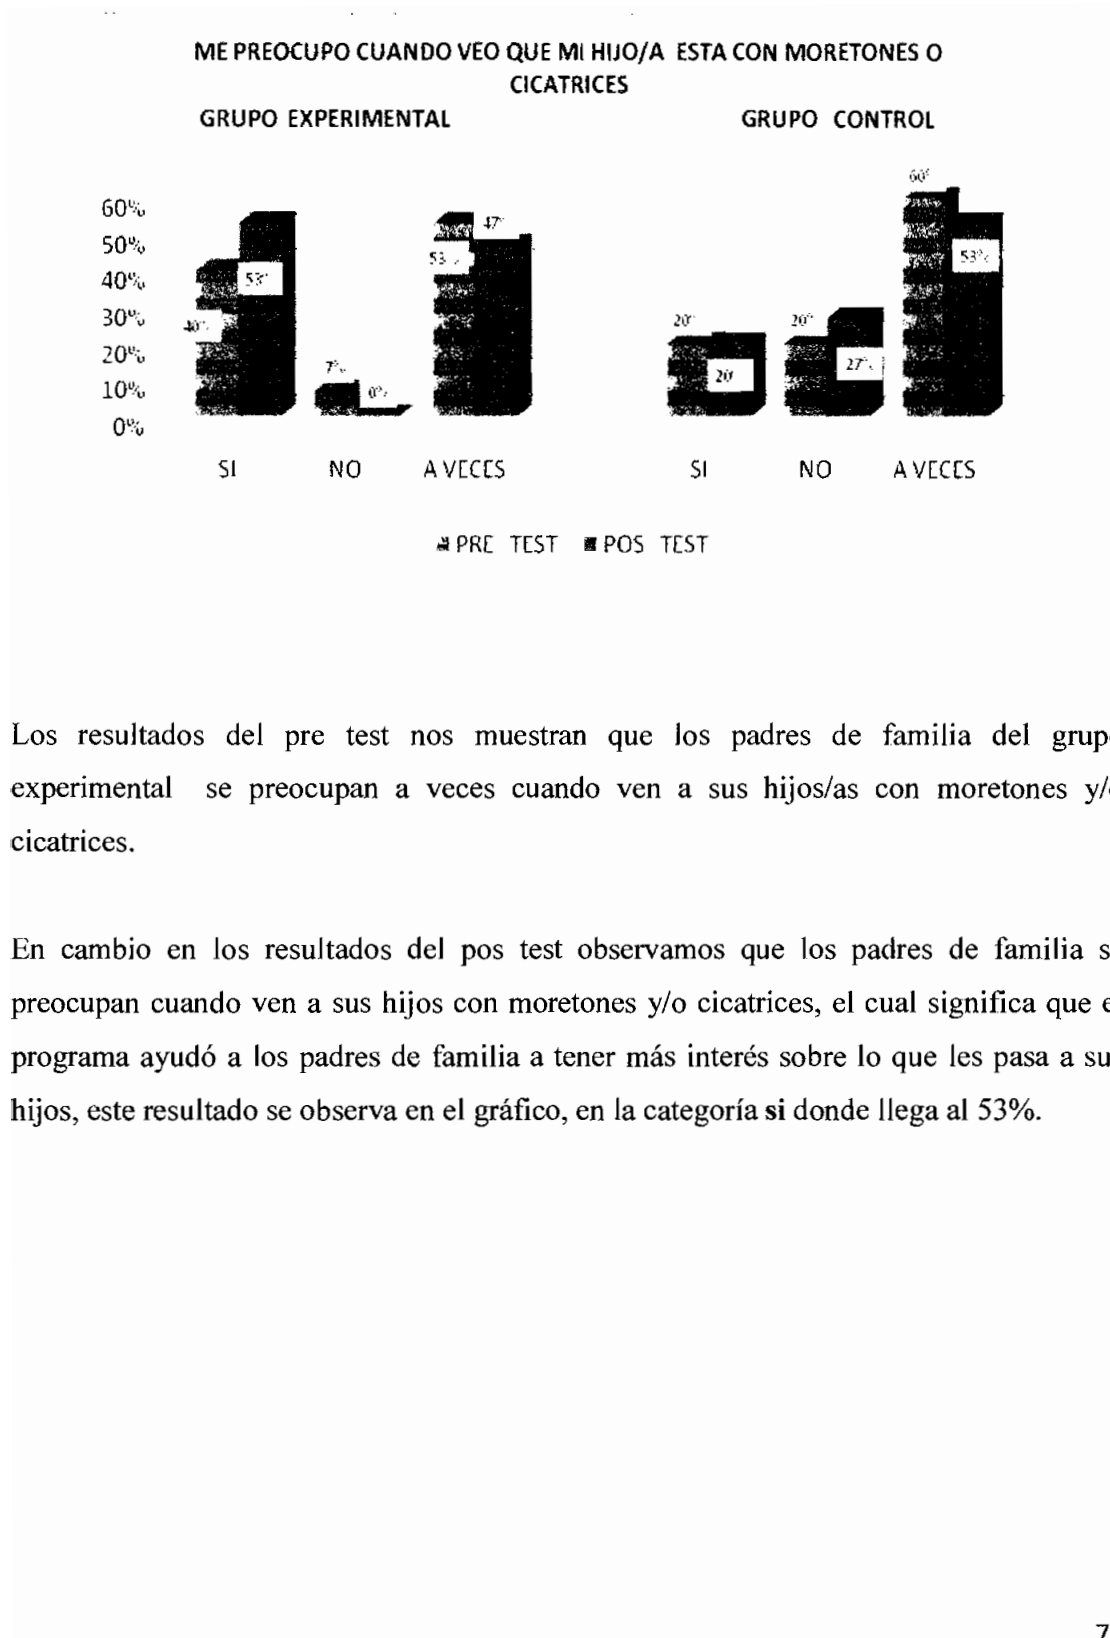 ME PREOCUPO CUANDO VEO QUE MI HIJO/A ESTA CON MORETONES O
CICATRICES
GRUPO EXPERIMENTAL GRUPO CONTROL
60%
50%
40%
30%
20%
10%
0%
40% 53% 7% 0% 53% 47%
20% 20 20% 27% 60% 53%
SI NO A VECES SI NO A VECES
PRE TEST POS TEST
Los resultados del pre test nos muestran que los padres de familia del grup
experimental se preocupan a veces cuando ven a sus hijos/as con moretones y/
cicatrices.
En cambio en los resultados del pos test observamos que los padres de familia s
preocupan cuando ven a sus hijos con moretones y/o cicatrices, el cual significa que e
programa ayudó a los padres de familia a tener más interés sobre lo que les pasa a su
hijos, este resultado se observa en el gráfico, en la categoría si donde llega al 53%.
7